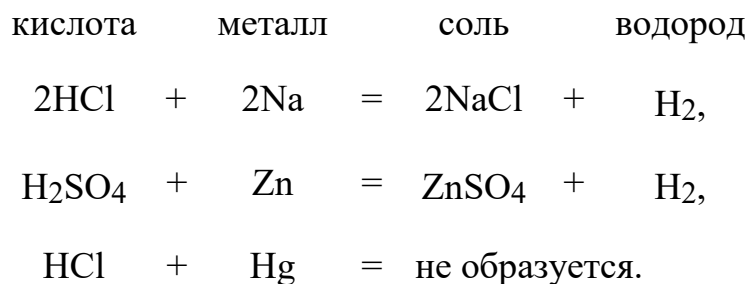 кислота металл соль водород
2HCl + 2Na = 2NaCl + H2,
H2SO4 + Zn = ZnSO4 + H2,
HCl + Hg = не образуется.